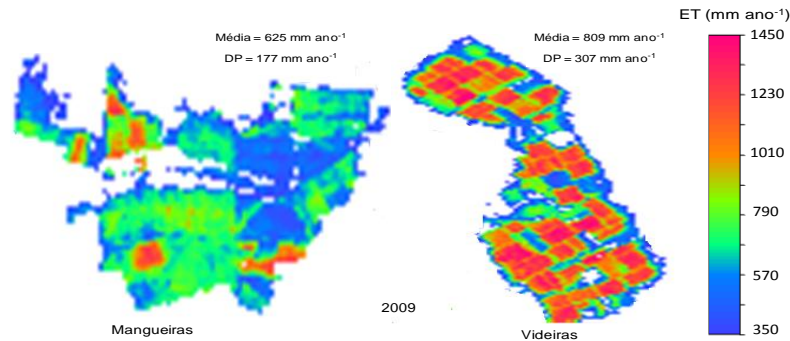 ET (mm ano-¹)
Média = 625 mm ano-¹
DP = 177 mm ano-¹
Média = 809 mm ano-¹
DP = 307 mm ano-¹
1450
1230
1010
790
570
350
2009
Mangueiras
Videiras